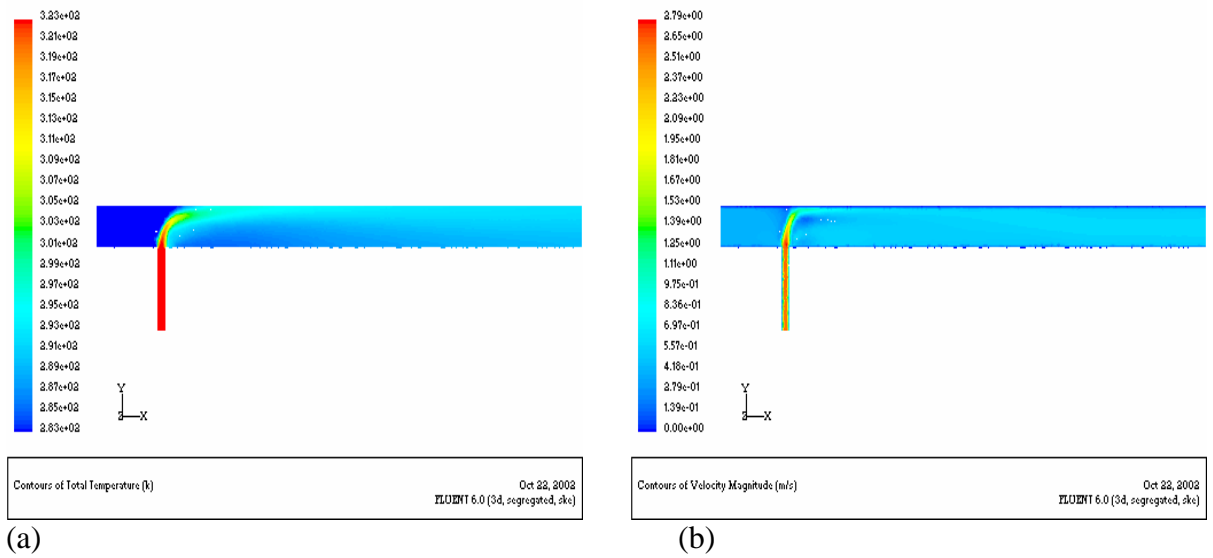 3.23e+02
3.21e+02
3.19e+02
3.17e+02
3.15e+02
3.13e+02
3.11e+02
3.09e+02
3.07e+02
3.05e+02
3.03e+02
3.01e+02
2.99e+02
2.97e+02
2.95e+02
2.93e+02
2.91e+02
2.89e+02
2.87e+02
2.85e+02
2.83e+02
Y
Z X
Contours of Total Temperature (k)
Oct 22, 2002
FLUENT 6.0 (3d, segregated, ske)
(a)
2.79e+00
2.65e+00
2.51e+00
2.37e+00
2.23e+00
2.09e+00
1.95e+00
1.81e+00
1.67e+00
1.53e+00
1.39e+00
1.25e+00
1.11e+00
9.75e-01
8.36e-01
6.97e-01
5.57e-01
4.18e-01
2.79e-01
1.39e-01
0.00e+00
Y
Z X
Contours of Velocity Magnitude (m/s)
Oct 22, 2002
FLUENT 6.0 (3d, segregated, ske)
(b)